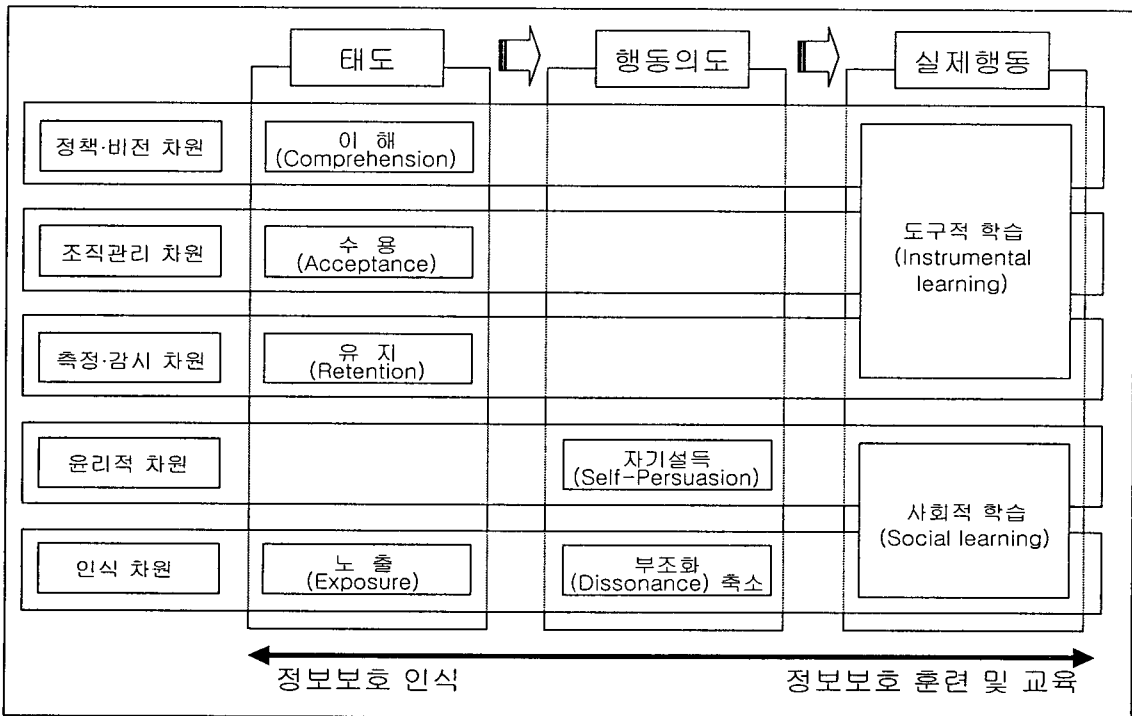 태도
행동의도
실제행동
정책·비전 차원
이 해
(Comprehension)
조직관리 차원
수 용
(Acceptance)
도구적 학습
(Instrumental
learning)
측정·감시 차원
유 지
(Retention)
윤리적 차원
자기설득
(Self-Persuasion)
사회적 학습
(Social learning)
인식 차원
노 출
(Exposure)
부조화
(Dissonance) 축소
정보보호 인식
정보보호 훈련 및 교육